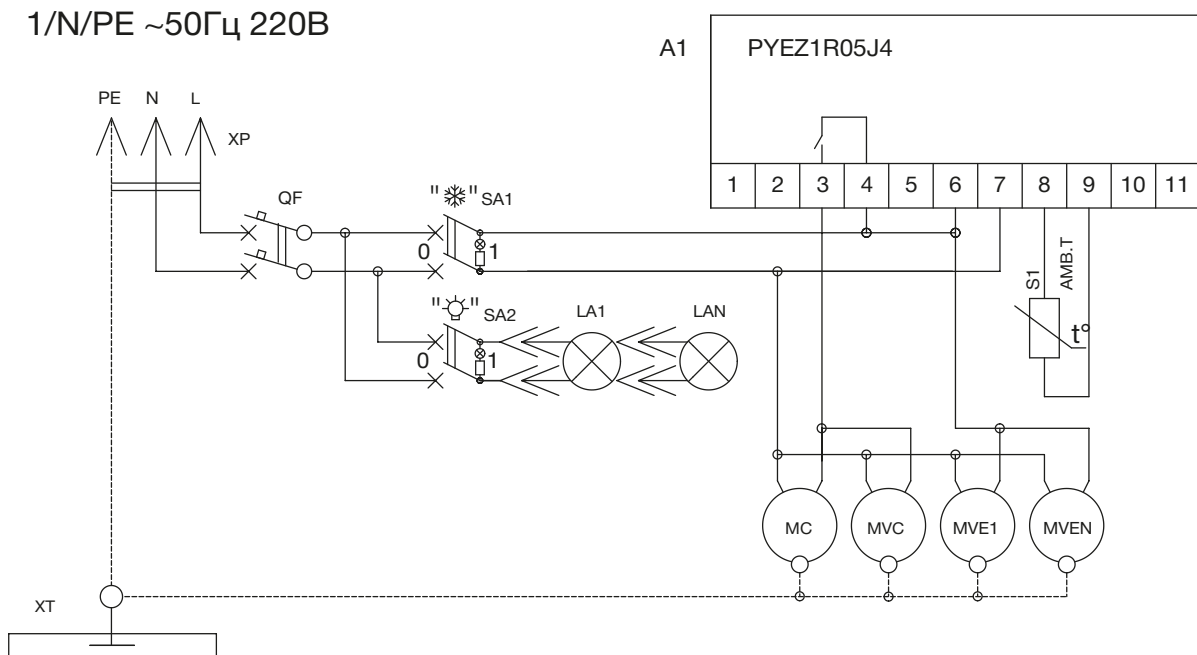 1/N/PE ~50Гц 220В
A1 PYEZ1R05J4
PE N L
XP
1 2 3 4 5 6 7 8 9 10 11
QF
"❄" SA1
0 1
S1
AMB.T
t°
"💡" SA2
LA1 LAN
0 1
MC MVC MVE1 MVEN
XT